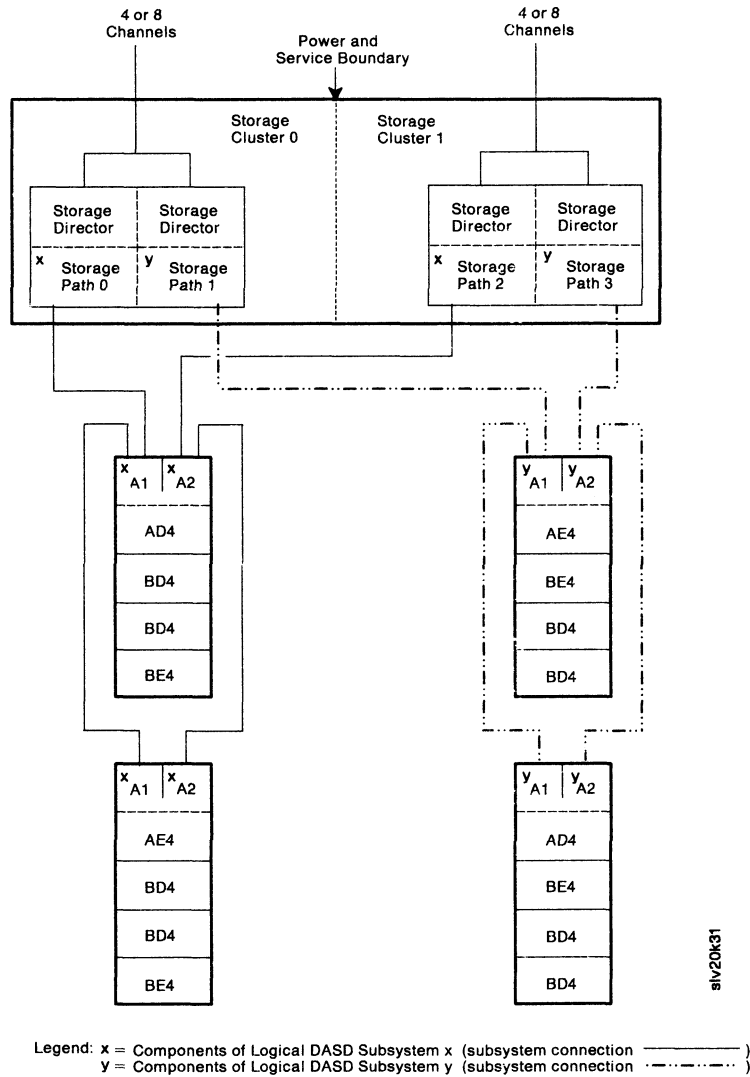 4 or 8
Channels
Power and
Service Boundary
4 or 8
Channels
Storage
Cluster 0
Storage
Cluster 1
Storage
Director
Storage
Director
x Storage
Path 0
y Storage
Path 1
Storage
Director
Storage
Director
x Storage
Path 2
y Storage
Path 3
x A1 x A2
AD4
BD4
BD4
BE4
y A1 y A2
AE4
BE4
BD4
BD4
x A1 x A2
AE4
BD4
BD4
BE4
y A1 y A2
AD4
BE4
BD4
BD4
slv20k31
Legend: x = Components of Logical DASD Subsystem x (subsystem connection )
y = Components of Logical DASD Subsystem y (subsystem connection )